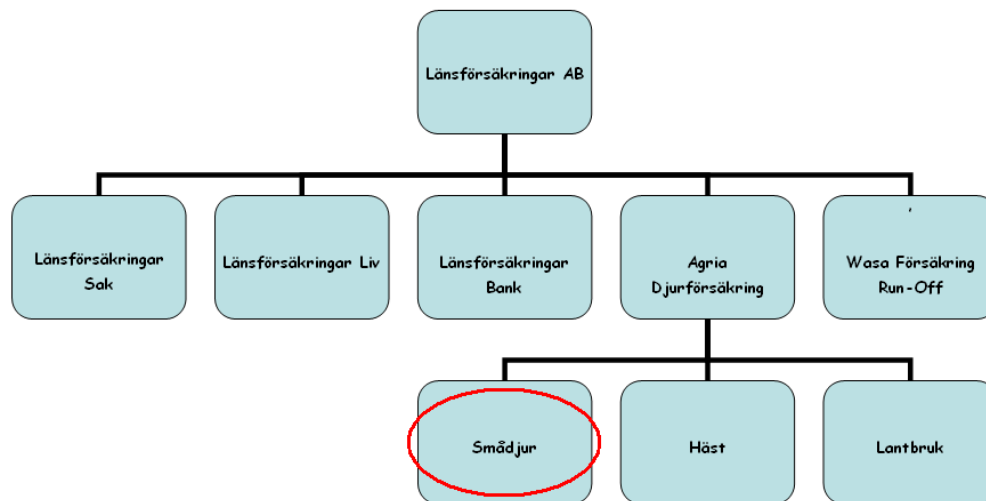 Länsförsäkringar AB
Länsförsäkringar
Sak
Länsförsäkringar Liv
Länsförsäkringar
Bank
Agria
Djurförsäkring
Wasa Försäkring
Run-Off
Smådjur
Häst
Lantbruk